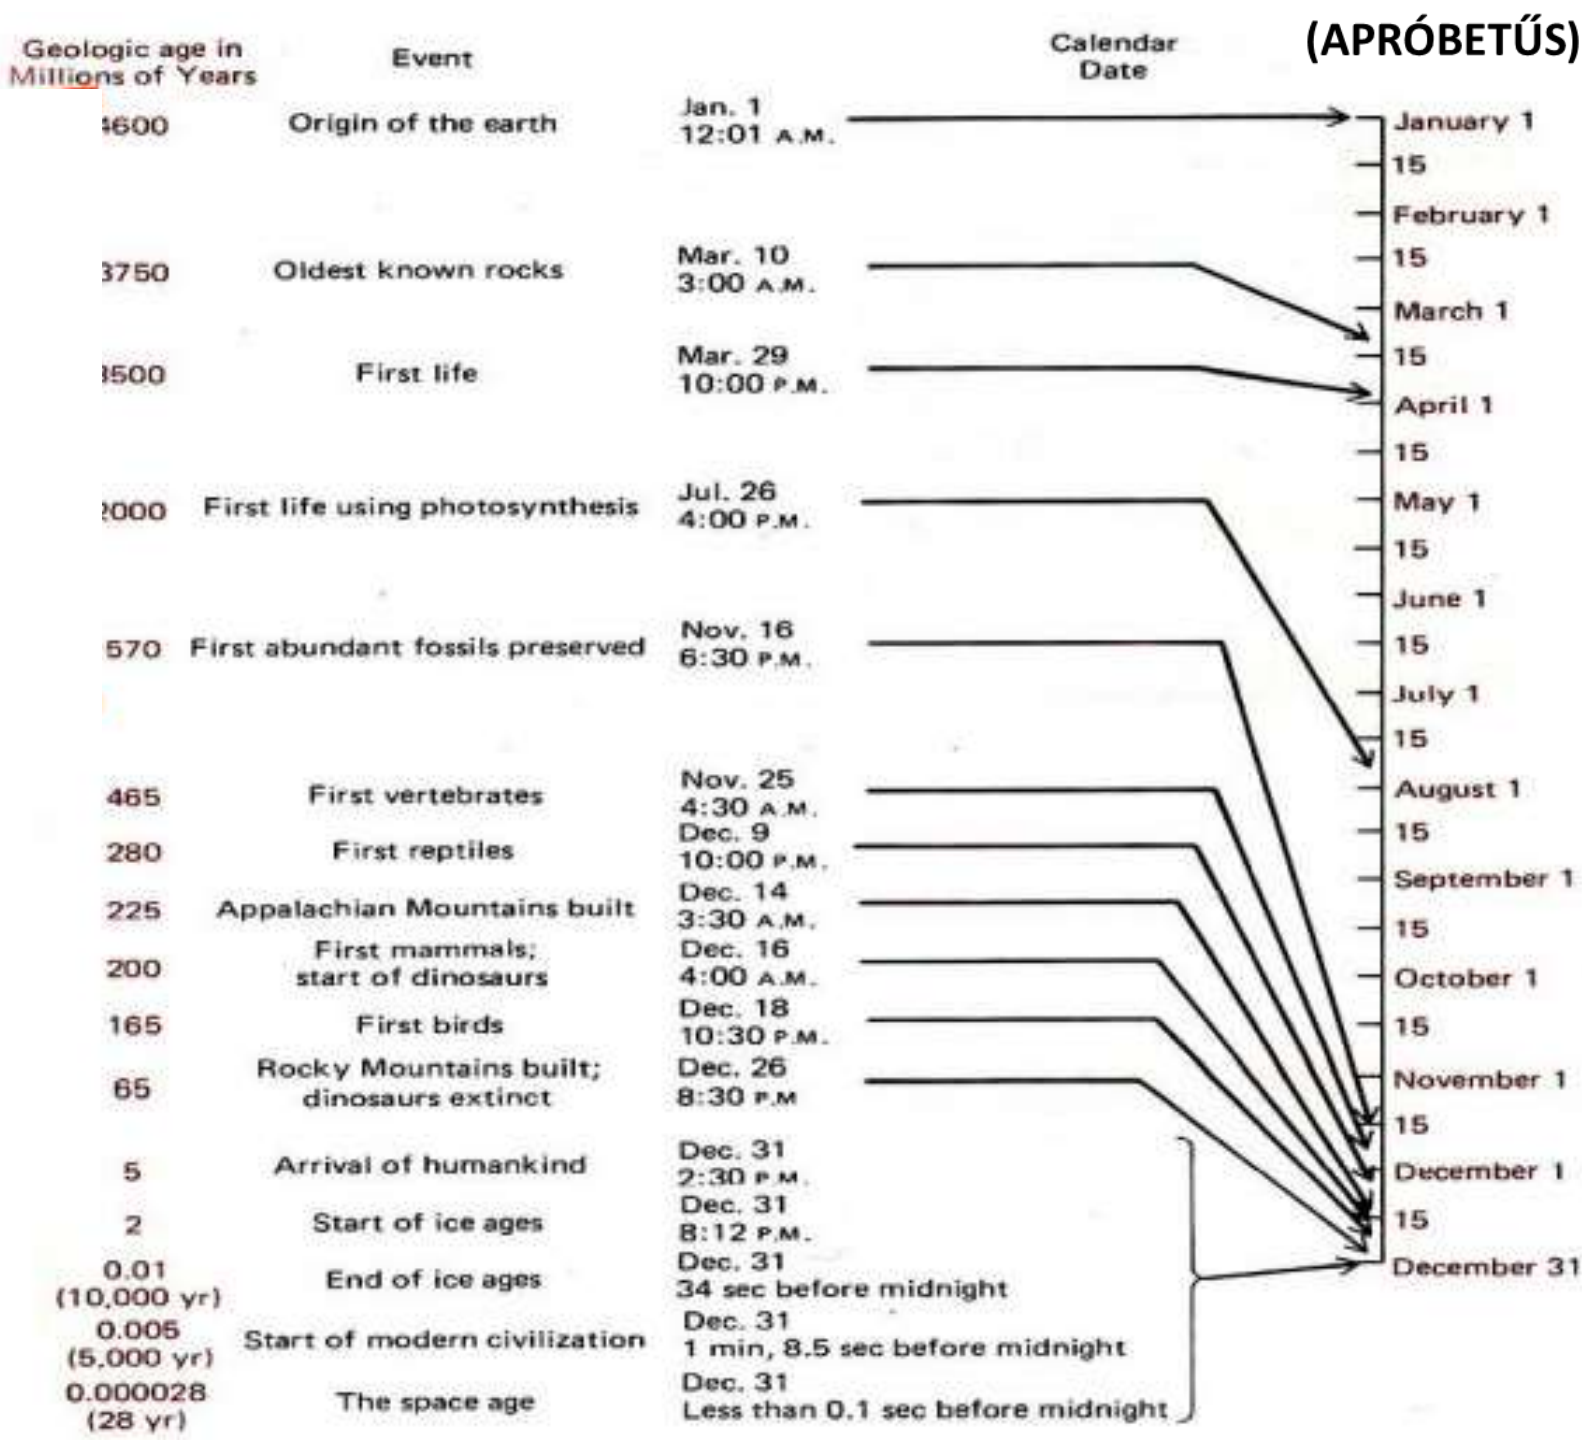 (APRÓBETŰS)
Geologic age in
Millions of Years
Event
Calendar
Date
4600
Origin of the earth
Jan. 1
12:01 A.M.
3750
Oldest known rocks
Mar. 10
3:00 A.M.
3500
First life
Mar. 29
10:00 P.M.
2000
First life using photosynthesis
Jul. 26
4:00 P.M.
570
First abundant fossils preserved
Nov. 16
6:30 P.M.
465
First vertebrates
Nov. 25
4:30 A.M.
280
First reptiles
Dec. 9
10:00 P.M.
225
Appalachian Mountains built
Dec. 14
3:30 A.M.
200
First mammals;
start of dinosaurs
Dec. 16
4:00 A.M.
165
First birds
Dec. 18
10:30 P.M.
65
Rocky Mountains built;
dinosaurs extinct
Dec. 26
8:30 P.M
5
Arrival of humankind
Dec. 31
2:30 P.M.
2
Start of ice ages
Dec. 31
8:12 P.M.
0.01
(10,000 yr)
End of ice ages
Dec. 31
34 sec before midnight
0.005
(5,000 yr)
Start of modern civilization
Dec. 31
1 min, 8.5 sec before midnight
0.000028
(28 yr)
The space age
Dec. 31
Less than 0.1 sec before midnight
January 1
15
February 1
15
March 1
15
April 1
15
May 1
15
June 1
15
July 1
15
August 1
15
September 1
15
October 1
15
November 1
15
December 1
15
December 31